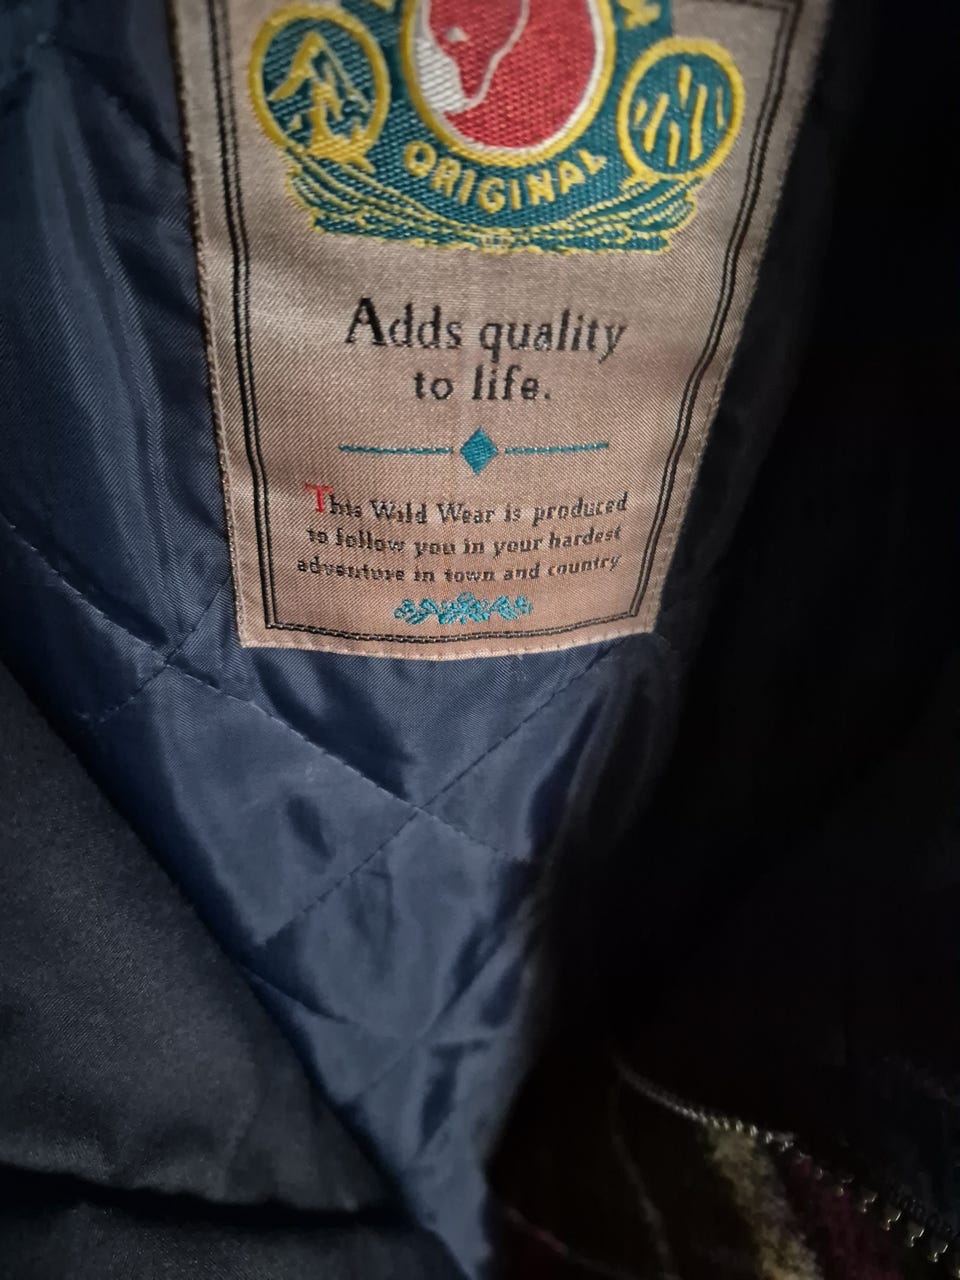 ORIGINAL
Adds quality
to life.
This Wild Wear is produced
to follow you in your hardest
adventure in town and country